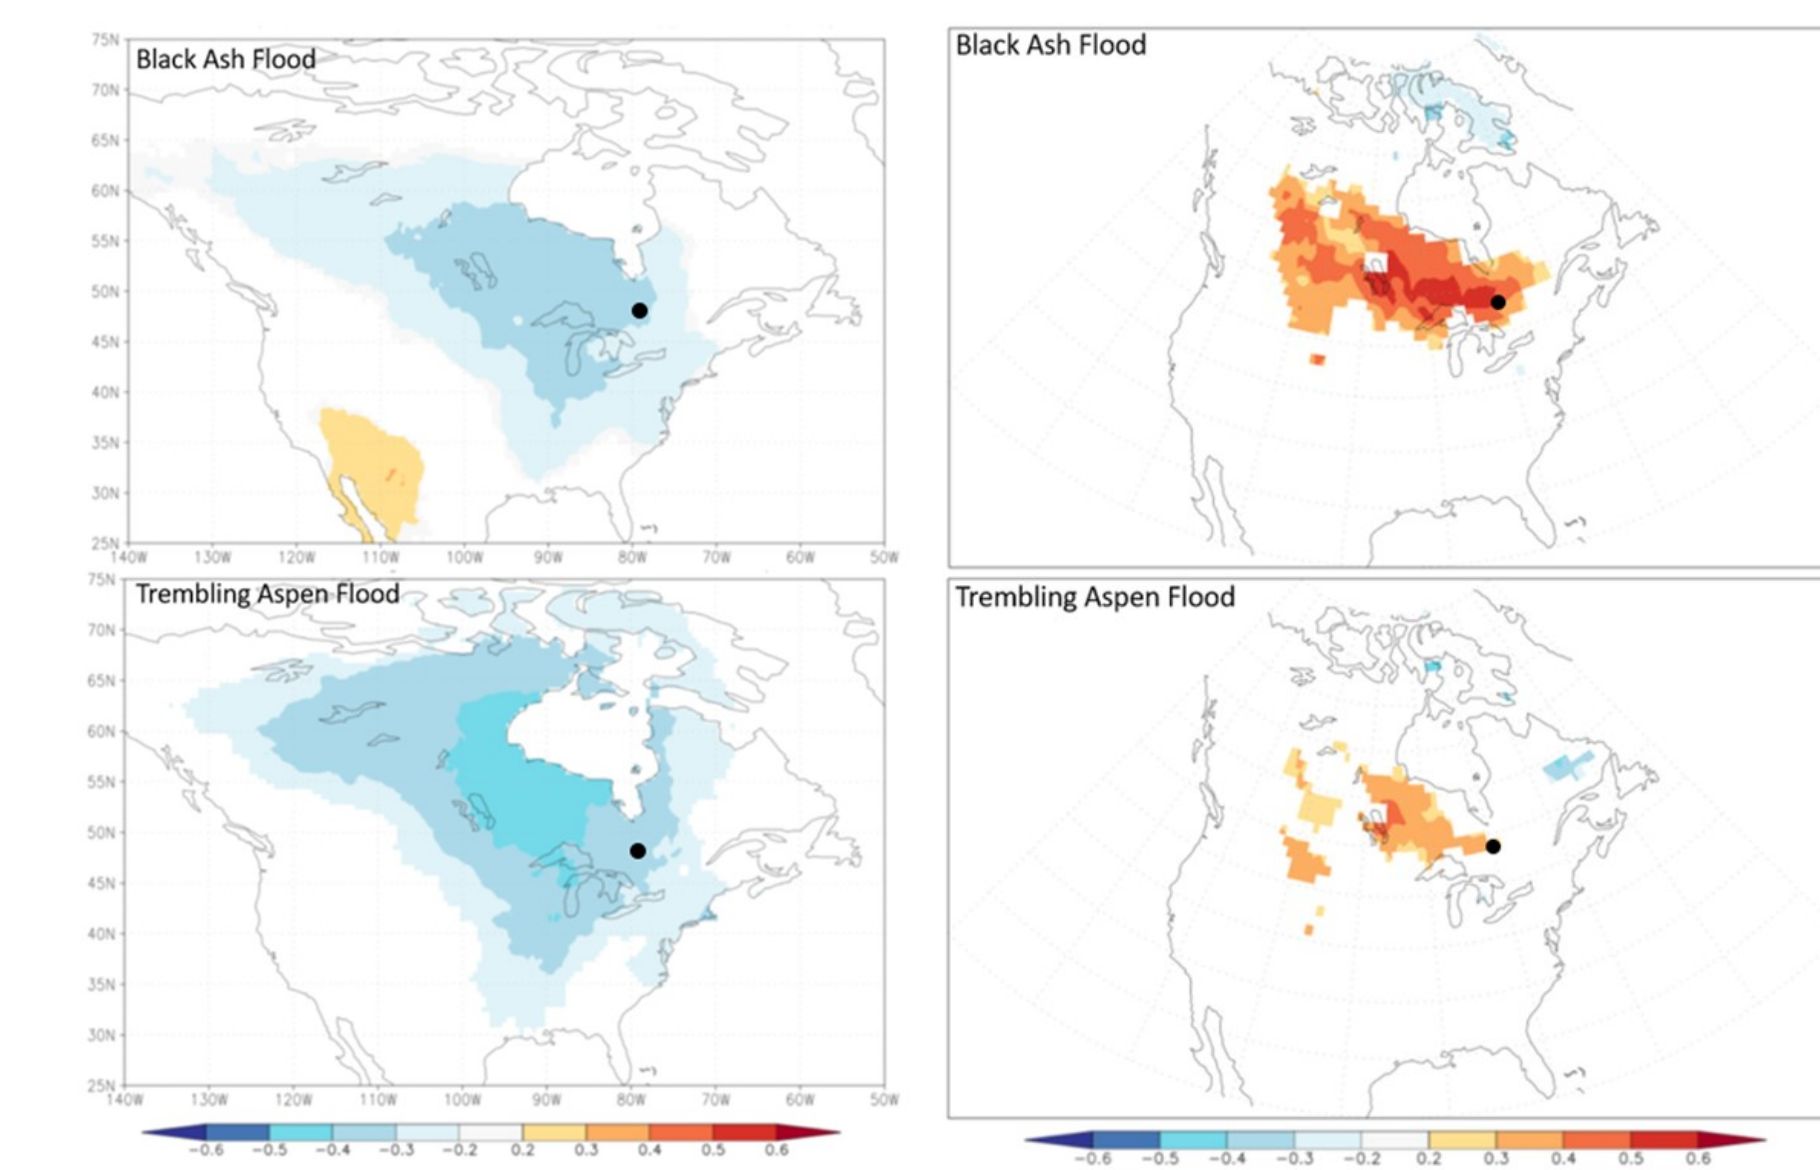 Black Ash Flood
75N
70N
65N
60N
55N
50N
45N
40N
35N
30N
25N
140W 130W 120W 110W 100W 90W 80W 70W 60W 50W
Black Ash Flood
Trembling Aspen Flood
75N
70N
65N
60N
55N
50N
45N
40N
35N
30N
25N
140W 130W 120W 110W 100W 90W 80W 70W 60W 50W
Trembling Aspen Flood
-0.6 -0.5 -0.4 -0.3 -0.2 0.2 0.3 0.4 0.5 0.6
-0.6 -0.5 -0.4 -0.3 -0.2 0.2 0.3 0.4 0.5 0.6